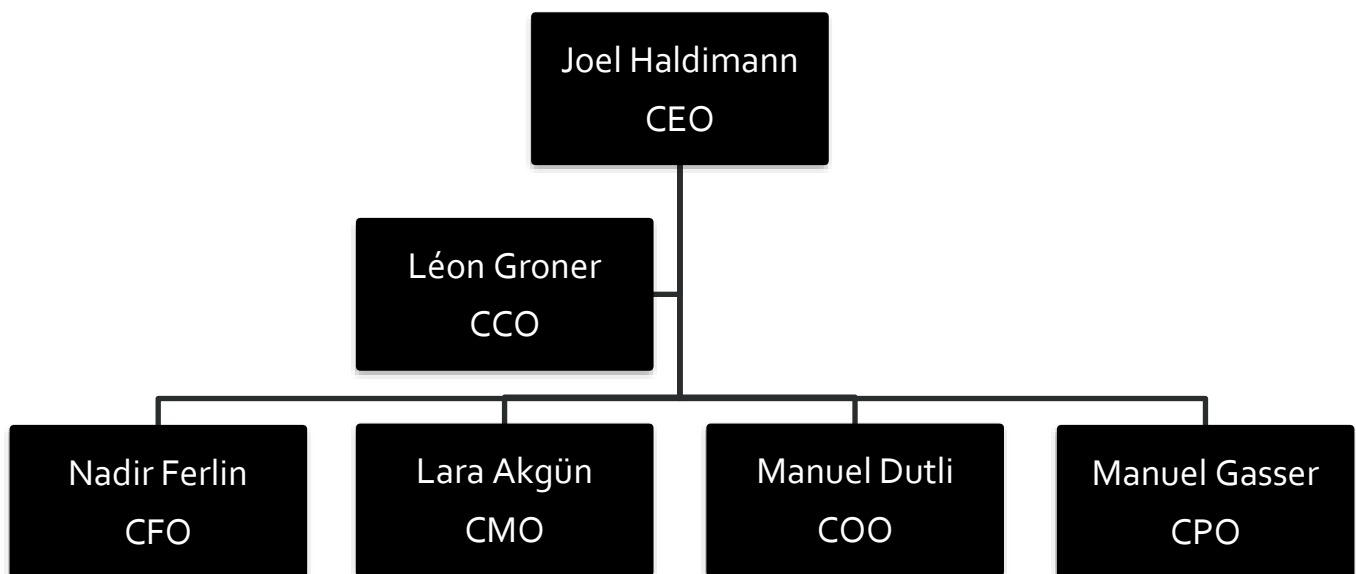 Joel Haldimann
CEO
Léon Groner
CCO
Nadir Ferlin
CFO
Lara Akgün
CMO
Manuel Dutli
COO
Manuel Gasser
CPO